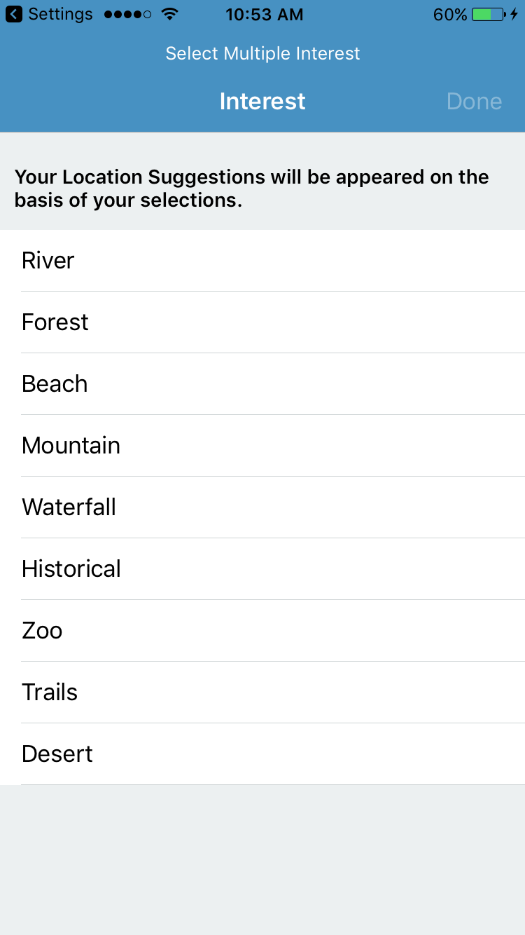 Settings 10:53 AM 60%
Select Multiple Interest
Interest Done
Your Location Suggestions will be appeared on the
basis of your selections.
River
Forest
Beach
Mountain
Waterfall
Historical
Zoo
Trails
Desert